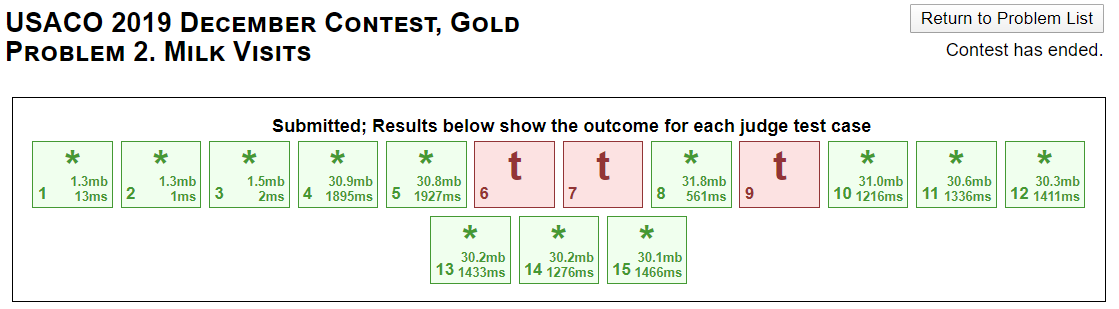 USACO 2019 DECEMBER CONTEST, GOLD
PROBLEM 2. MILK VISITS
Return to Problem List
Contest has ended.
Submitted; Results below show the outcome for each judge test case
* 1 1.3mb 13ms
* 2 1.3mb 1ms
* 3 1.5mb 2ms
* 4 30.9mb 1895ms
* 5 30.8mb 1927ms
t 6
t 7
* 8 31.8mb 561ms
t 9
* 10 31.0mb 1216ms
* 11 30.6mb 1336ms
* 12 30.3mb 1411ms
* 13 30.2mb 1433ms
* 14 30.2mb 1276ms
* 15 30.1mb 1466ms